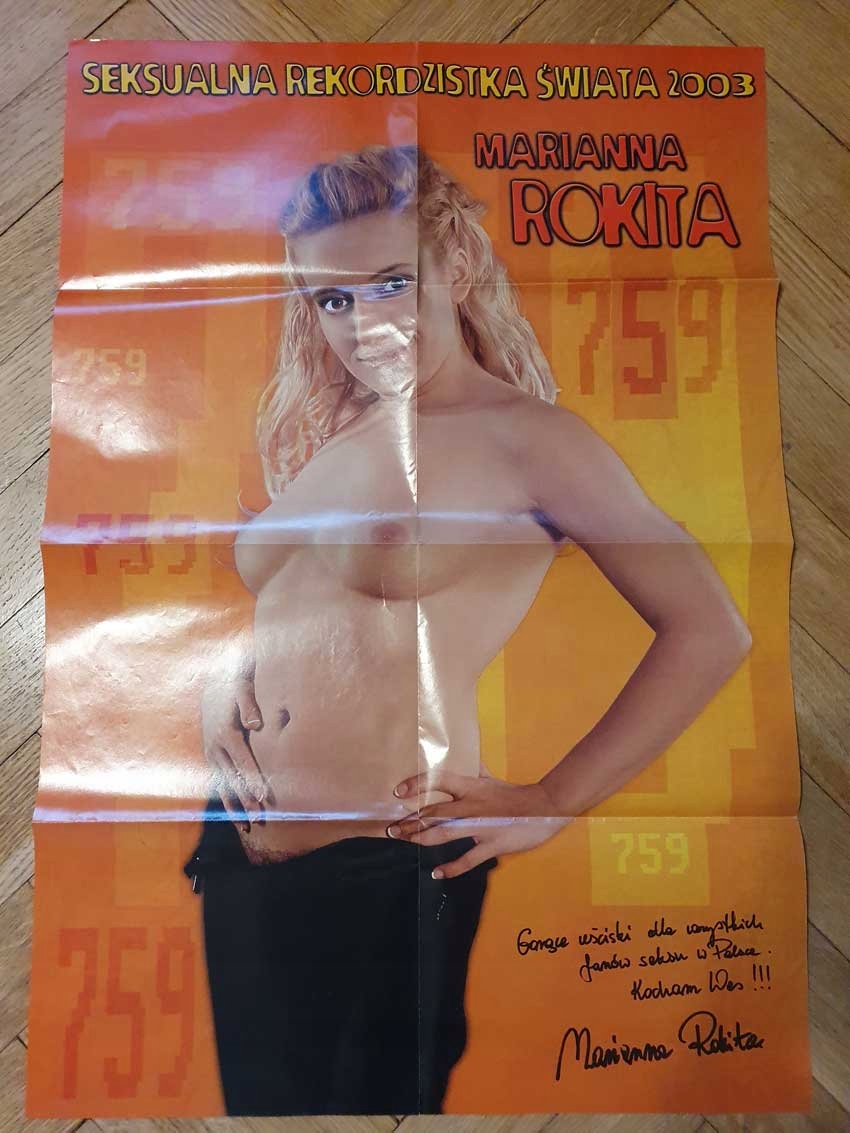 SEKSUALNA REKORDZISTKA ŚWIATA 2003
MARIANNA
ROKITA
759
759
759
759
759
759
Gorące uściski dla wszystkich
fanów seksu w Polsce.
Kocham Was !!!
Marianna Rokita